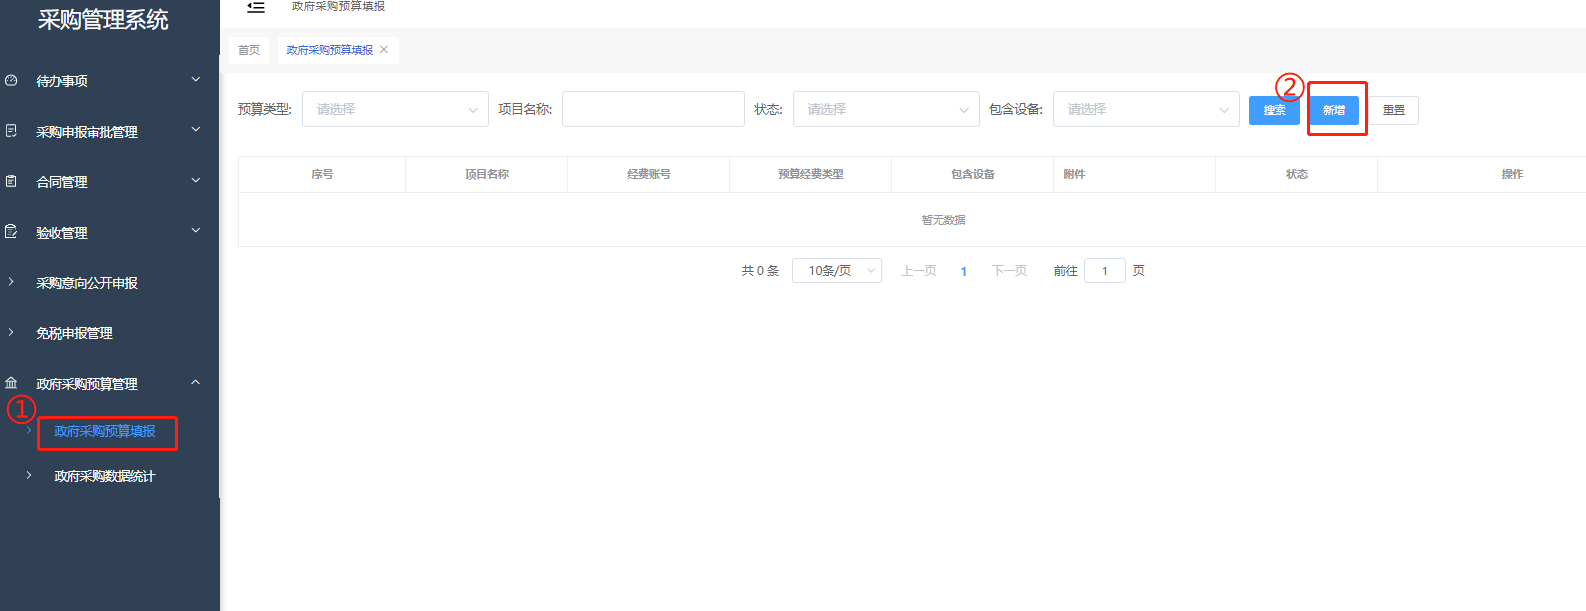 采购管理系统
政府采购预算填报
首页 政府采购预算填报
待办事项
采购申报审批管理
合同管理
验收管理
采购意向公开申报
免税申报管理
政府采购预算管理
①
政府采购预算填报
政府采购数据统计
②
预算类型: 请选择 项目名称: 状态: 请选择 包含设备: 请选择 搜索 新增 重置
序号 项目名称 经费账号 预算经费类型 包含设备 附件 状态 操作
暂无数据
共 0 条 10条/页 上一页 1 下一页 前往 1 页